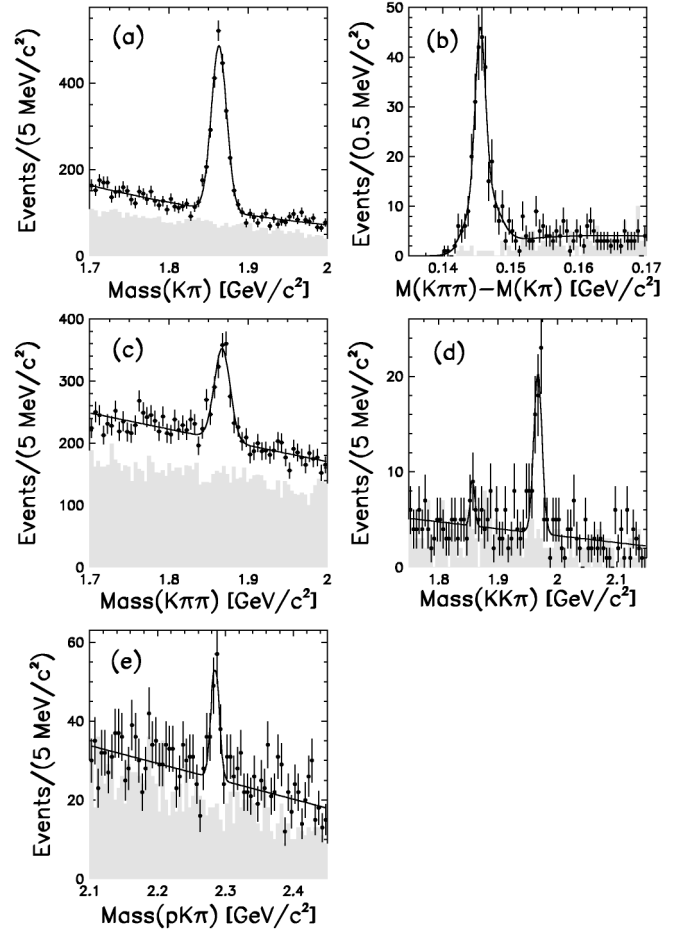 (a)
Events/(5 MeV/c²)
400
200
0
1.7
1.8
1.9
2
Mass(Kπ) [GeV/c²]
(b)
Events/(0.5 MeV/c²)
50
40
30
20
10
0
0.14
0.15
0.16
0.17
M(Kππ)−M(Kπ) [GeV/c²]
(c)
Events/(5 MeV/c²)
400
300
200
100
0
1.7
1.8
1.9
2
Mass(Kππ) [GeV/c²]
(d)
Events/(5 MeV/c²)
20
10
0
1.8
1.9
2
2.1
Mass(KKπ) [GeV/c²]
(e)
Events/(5 MeV/c²)
60
40
20
0
2.1
2.2
2.3
2.4
Mass(pKπ) [GeV/c²]